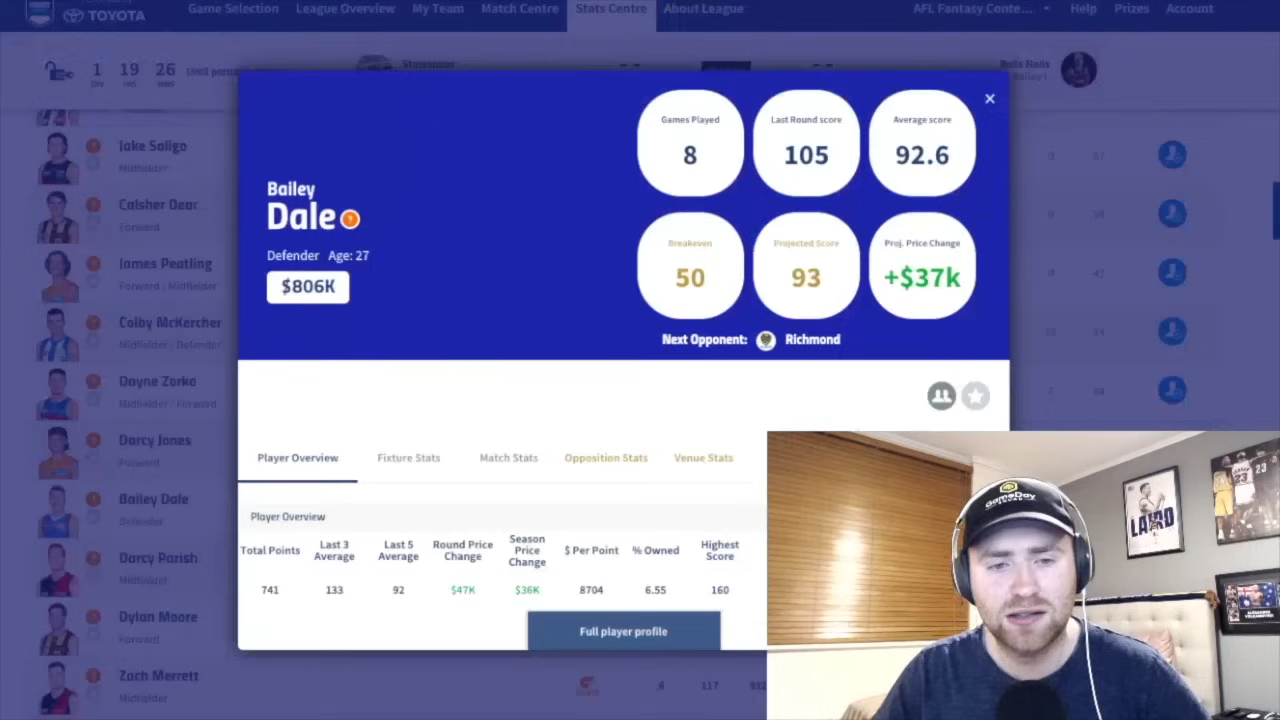 TOYOTA
Game Selection
League Overview
My Team
Match Centre
Stats Centre
About League
AFL Fantasy Conte...
Help
Prizes
Account
1
19
26
Jake Soligo
Midfielder
Calsher Dear
Forward
James Peatling
Forward / Midfielder
Colby McKercher
Midfielder / Defender
Dayne Zorko
Midfielder / Forward
Darcy Jones
Forward
Bailey Dale
Defender
Darcy Parish
Midfielder
Dylan Moore
Forward
Zach Merrett
Midfielder
117
Bailey
Dale
Defender Age: 27
$806K
Games Played
8
Last Round score
105
Average score
92.6
Breakeven
50
Projected Score
93
Proj. Price Change
+$37k
Next Opponent:
Richmond
Player Overview
Fixture Stats
Match Stats
Opposition Stats
Venue Stats
Player Overview
Total Points
Last 3 Average
Last 5 Average
Round Price Change
Season Price Change
$ Per Point
% Owned
Highest Score
741
133
92
$47K
$36K
8704
6.55
160
Full player profile
GameDay
LAIRD
23